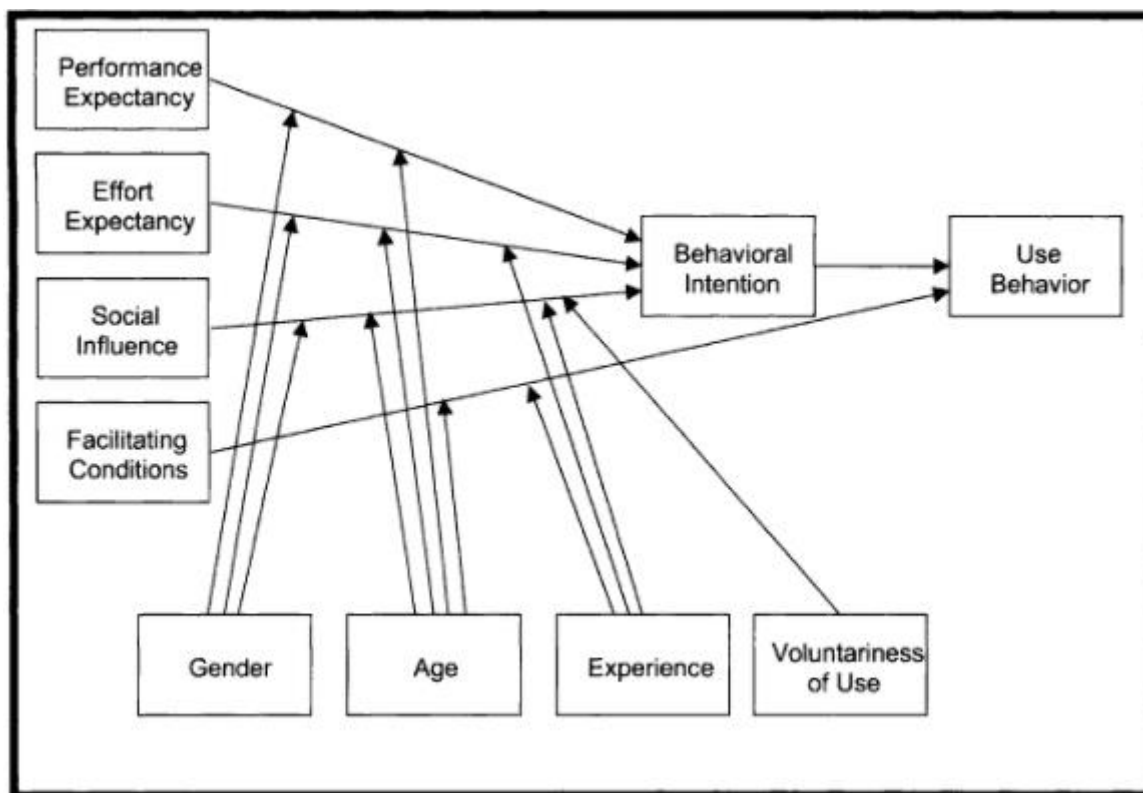 Performance
Expectancy
Effort
Expectancy
Social
Influence
Facilitating
Conditions
Behavioral
Intention
Use
Behavior
Gender
Age
Experience
Voluntariness
of Use